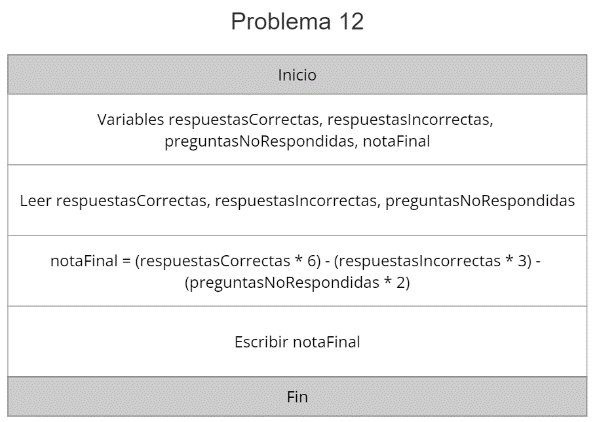 Problema 12
Inicio
Variables respuestasCorrectas, respuestasIncorrectas,
preguntasNoRespondidas, notaFinal
Leer respuestasCorrectas, respuestasIncorrectas, preguntasNoRespondidas
notaFinal = (respuestasCorrectas * 6) - (respuestasIncorrectas * 3) -
(preguntasNoRespondidas * 2)
Escribir notaFinal
Fin